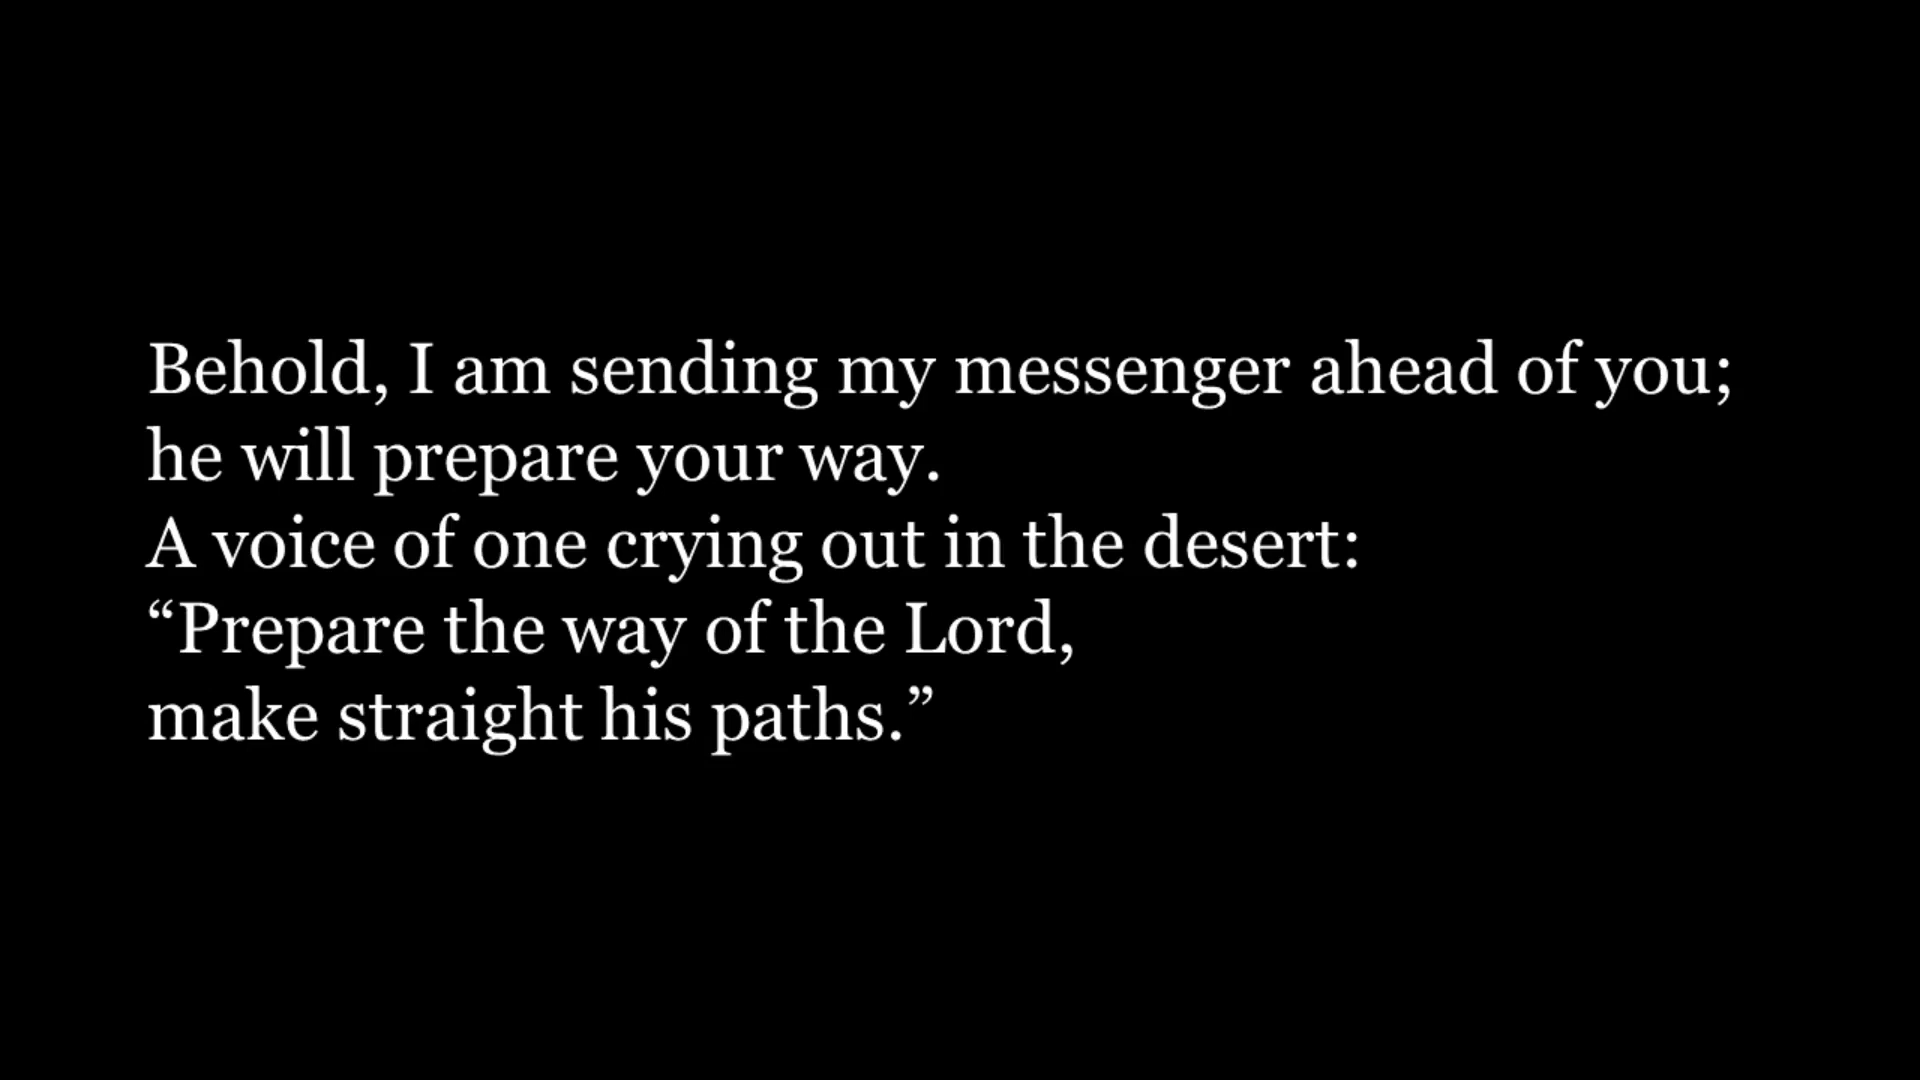 Behold, I am sending my messenger ahead of you;
he will prepare your way.
A voice of one crying out in the desert:
“Prepare the way of the Lord,
make straight his paths.”